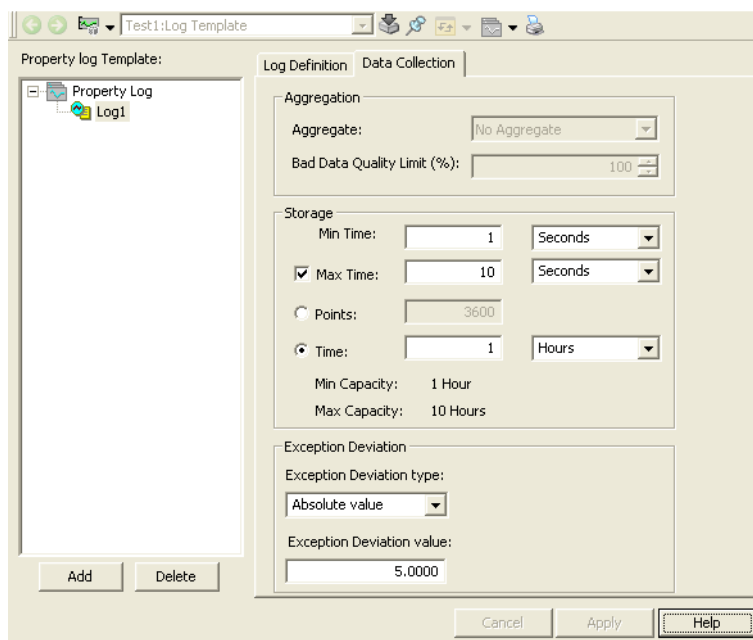 Test1:Log Template
Property log Template:
Property Log
Log1
Add
Delete
Log Definition
Data Collection
Aggregation
Aggregate:
No Aggregate
Bad Data Quality Limit (%):
100
Storage
Min Time:
1
Seconds
Max Time:
10
Seconds
Points:
3600
Time:
1
Hours
Min Capacity:
1 Hour
Max Capacity:
10 Hours
Exception Deviation
Exception Deviation type:
Absolute value
Exception Deviation value:
5.0000
Cancel
Apply
Help